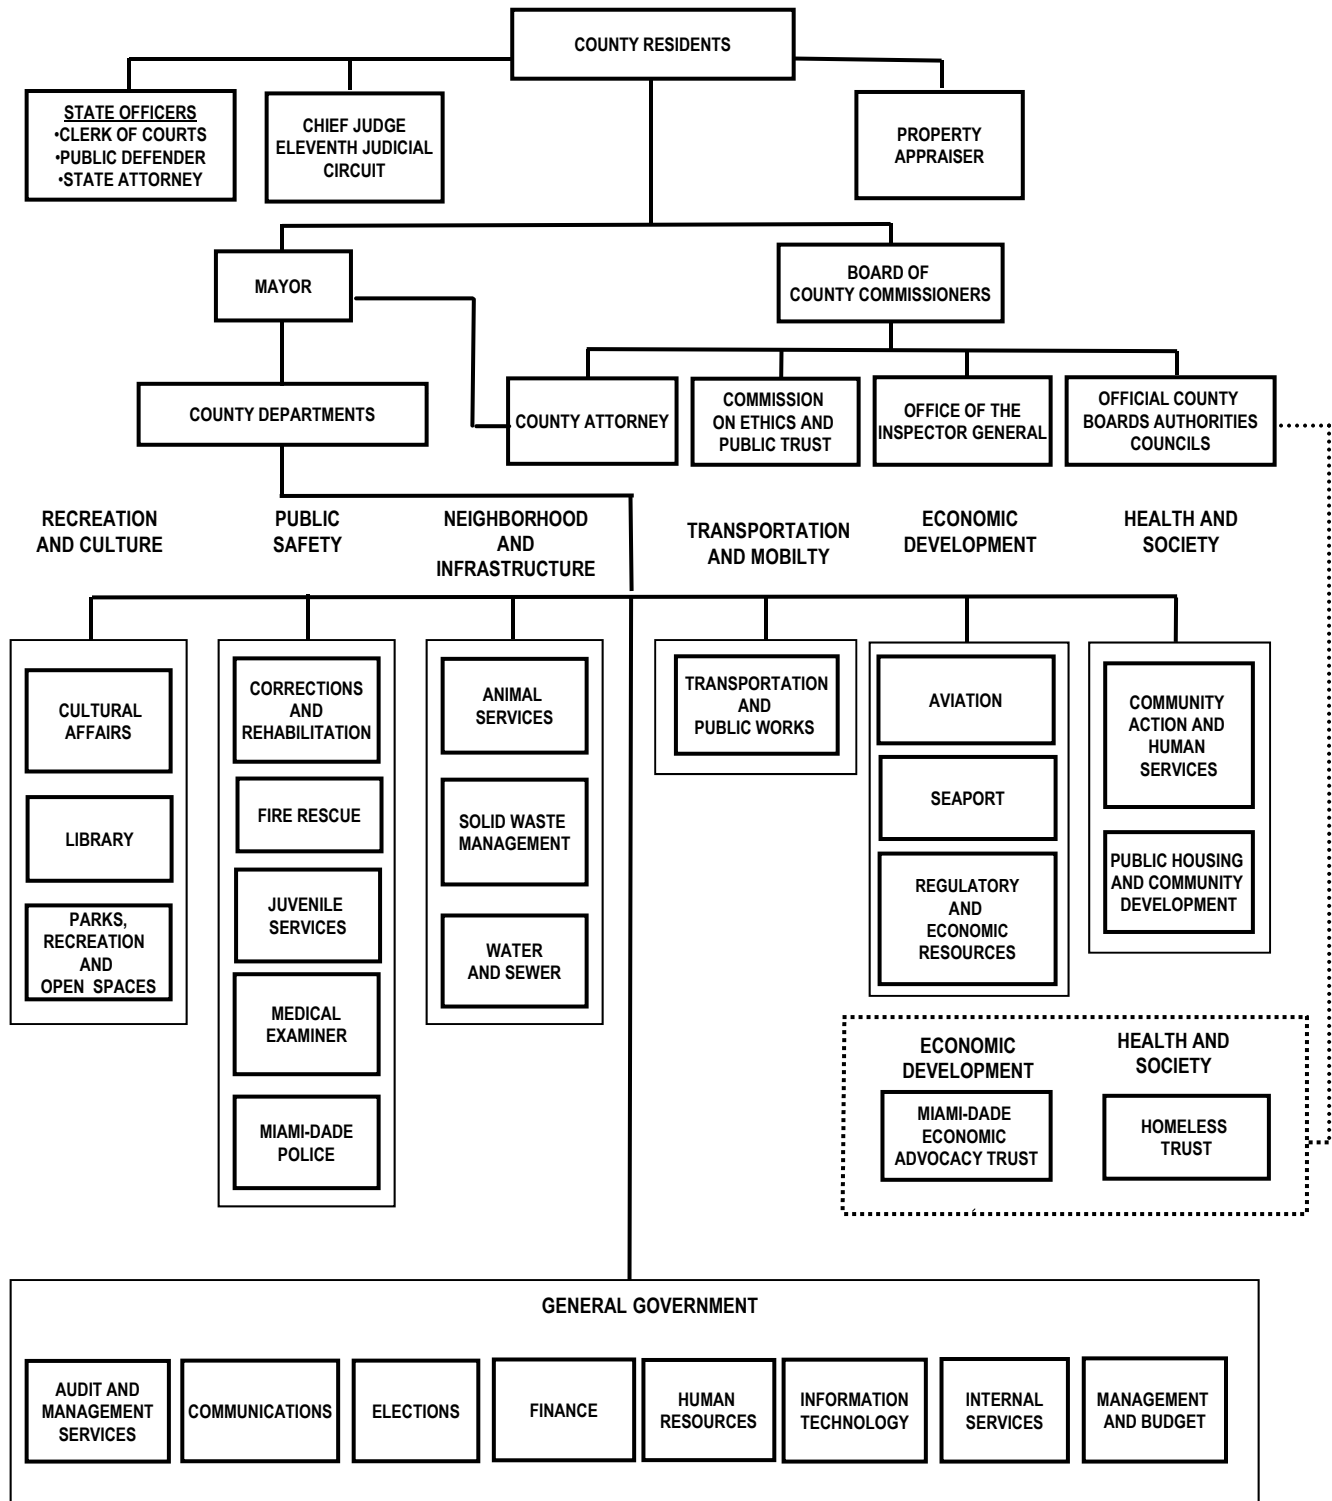 COUNTY RESIDENTS
STATE OFFICERS
•CLERK OF COURTS
•PUBLIC DEFENDER
•STATE ATTORNEY
CHIEF JUDGE
ELEVENTH JUDICIAL
CIRCUIT
PROPERTY
APPRAISER
MAYOR
BOARD OF
COUNTY COMMISSIONERS
COUNTY DEPARTMENTS
COUNTY ATTORNEY
COMMISSION
ON ETHICS AND
PUBLIC TRUST
OFFICE OF THE
INSPECTOR GENERAL
OFFICIAL COUNTY
BOARDS AUTHORITIES
COUNCILS
RECREATION
AND CULTURE
PUBLIC
SAFETY
NEIGHBORHOOD
AND
INFRASTRUCTURE
TRANSPORTATION
AND MOBILTY
ECONOMIC
DEVELOPMENT
HEALTH AND
SOCIETY
CULTURAL
AFFAIRS
LIBRARY
PARKS,
RECREATION
AND
OPEN SPACES
CORRECTIONS
AND
REHABILITATION
FIRE RESCUE
JUVENILE
SERVICES
MEDICAL
EXAMINER
MIAMI-DADE
POLICE
ANIMAL
SERVICES
SOLID WASTE
MANAGEMENT
WATER
AND SEWER
TRANSPORTATION
AND
PUBLIC WORKS
AVIATION
SEAPORT
REGULATORY
AND
ECONOMIC
RESOURCES
COMMUNITY
ACTION AND
HUMAN
SERVICES
PUBLIC HOUSING
AND COMMUNITY
DEVELOPMENT
ECONOMIC
DEVELOPMENT
MIAMI-DADE
ECONOMIC
ADVOCACY TRUST
HEALTH AND
SOCIETY
HOMELESS
TRUST
GENERAL GOVERNMENT
AUDIT AND
MANAGEMENT
SERVICES
COMMUNICATIONS
ELECTIONS
FINANCE
HUMAN
RESOURCES
INFORMATION
TECHNOLOGY
INTERNAL
SERVICES
MANAGEMENT
AND BUDGET